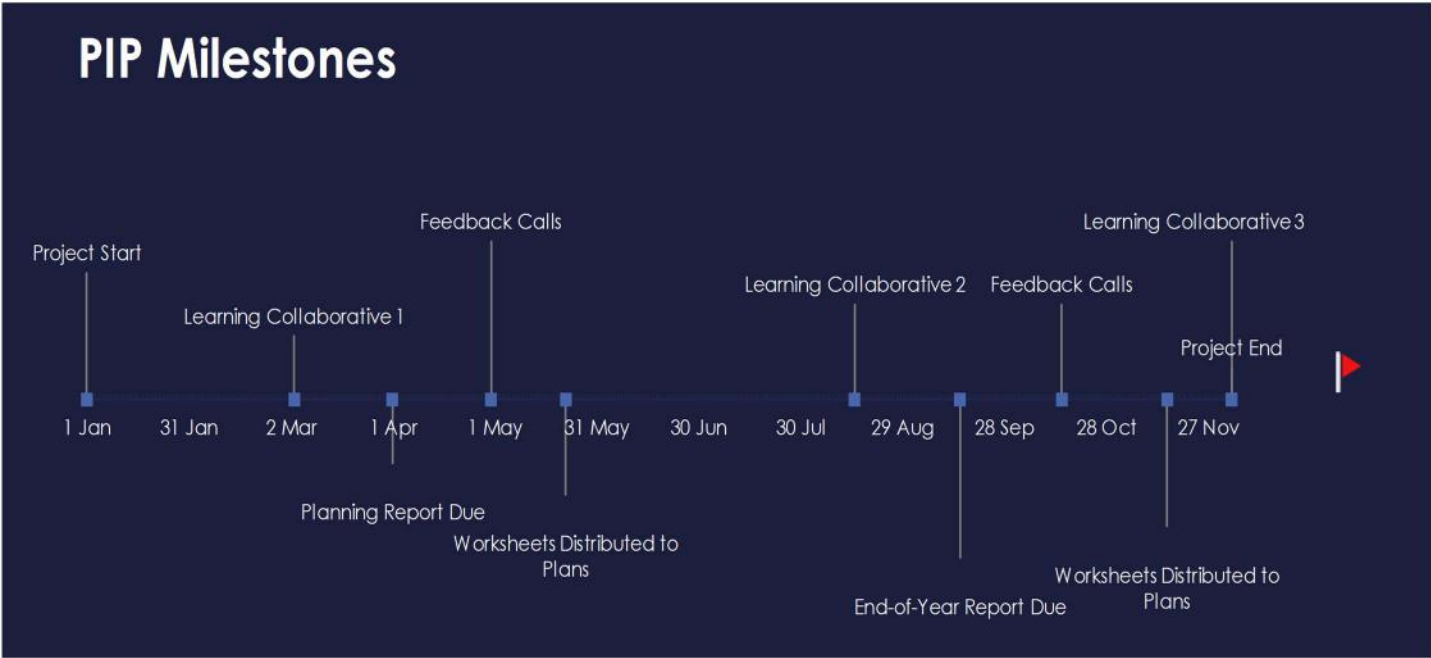 PIP Milestones
Feedback Calls
Learning Collaborative 3
Project Start
Learning Collaborative 2
Feedback Calls
Learning Collaborative 1
Project End
1 Jan
31 Jan
2 Mar
1 Apr
1 May
31 May
30 Jun
30 Jul
29 Aug
28 Sep
28 Oct
27 Nov
Planning Report Due
Worksheets Distributed to
Plans
Worksheets Distributed to
Plans
End-of-Year Report Due